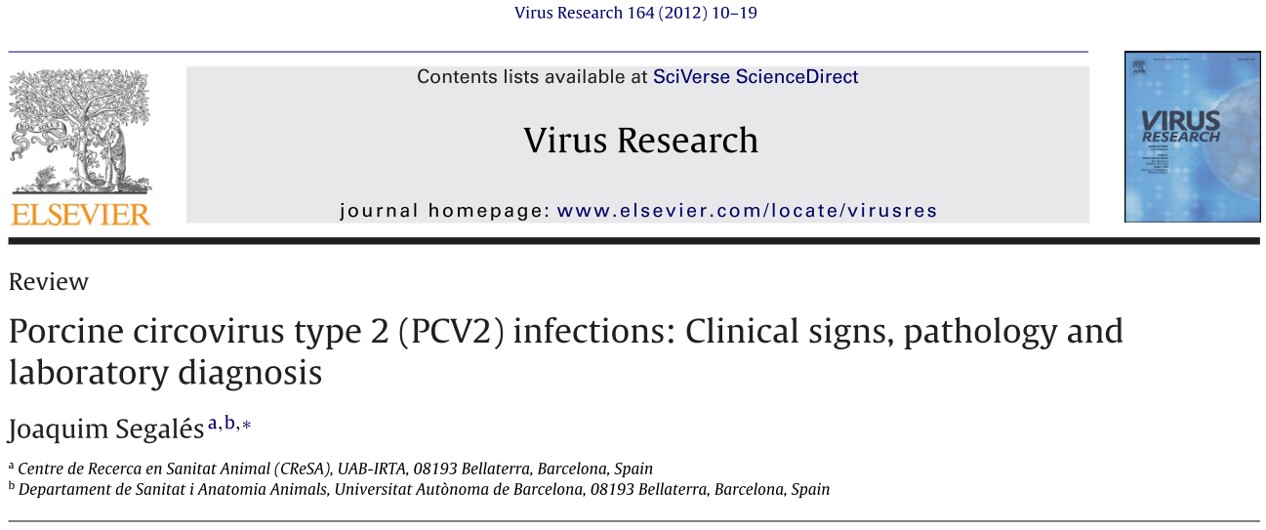 Virus Research 164 (2012) 10–19
Contents lists available at SciVerse ScienceDirect
Virus Research
journal homepage: www.elsevier.com/locate/virusres
ELSEVIER
VIRUS
RESEARCH
Review
Porcine circovirus type 2 (PCV2) infections: Clinical signs, pathology and
laboratory diagnosis
Joaquim Segalés a,b,*
a Centre de Recerca en Sanitat Animal (CReSA), UAB-IRTA, 08193 Bellaterra, Barcelona, Spain
b Departament de Sanitat i Anatomia Animals, Universitat Autònoma de Barcelona, 08193 Bellaterra, Barcelona, Spain